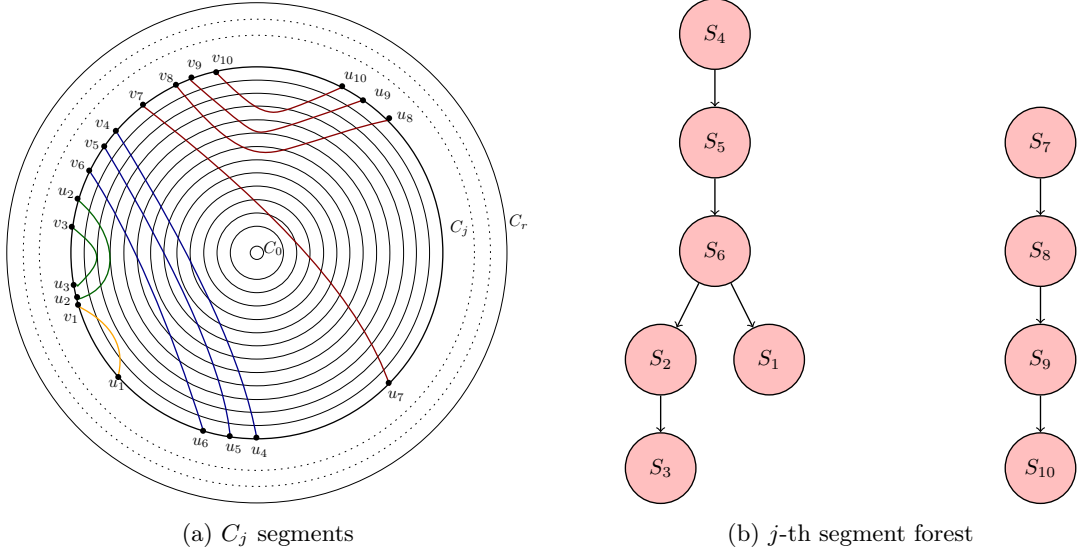 v10
v9
v8
v7
v4
v5
v6
u2
v3
u3
u2
v1
u1
u6
u5
u4
u7
u8
u9
u10
C0
Cj
Cr
(a) Cj segments
S4
S5
S6
S2
S1
S3
S7
S8
S9
S10
(b) j-th segment forest